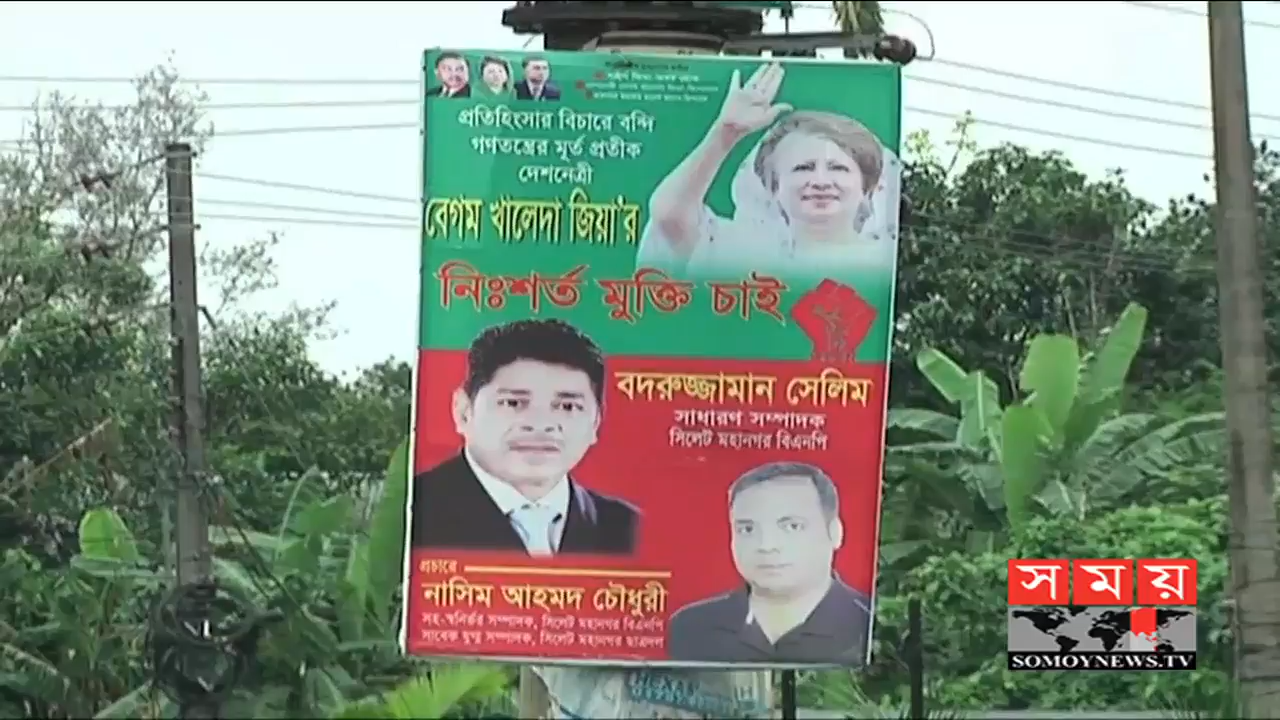 প্রতিহিংসার বিচারে বন্দি
গণতন্ত্রের মূর্ত প্রতীক
দেশনেত্রী
বেগম খালেদা জিয়া'র
নিঃশর্ত মুক্তি চাই
বদরুজ্জামান সেলিম
সাধারণ সম্পাদক
সিলেট মহানগর বিএনপি
প্রচারে
নাসিম আহমদ চৌধুরী
সহ-স্বনির্ভর সম্পাদক, সিলেট মহানগর বিএনপি
সাবেক যুগ্ম সম্পাদক, সিলেট মহানগর ছাত্রদল
সময়
SOMOYNEWS.TV